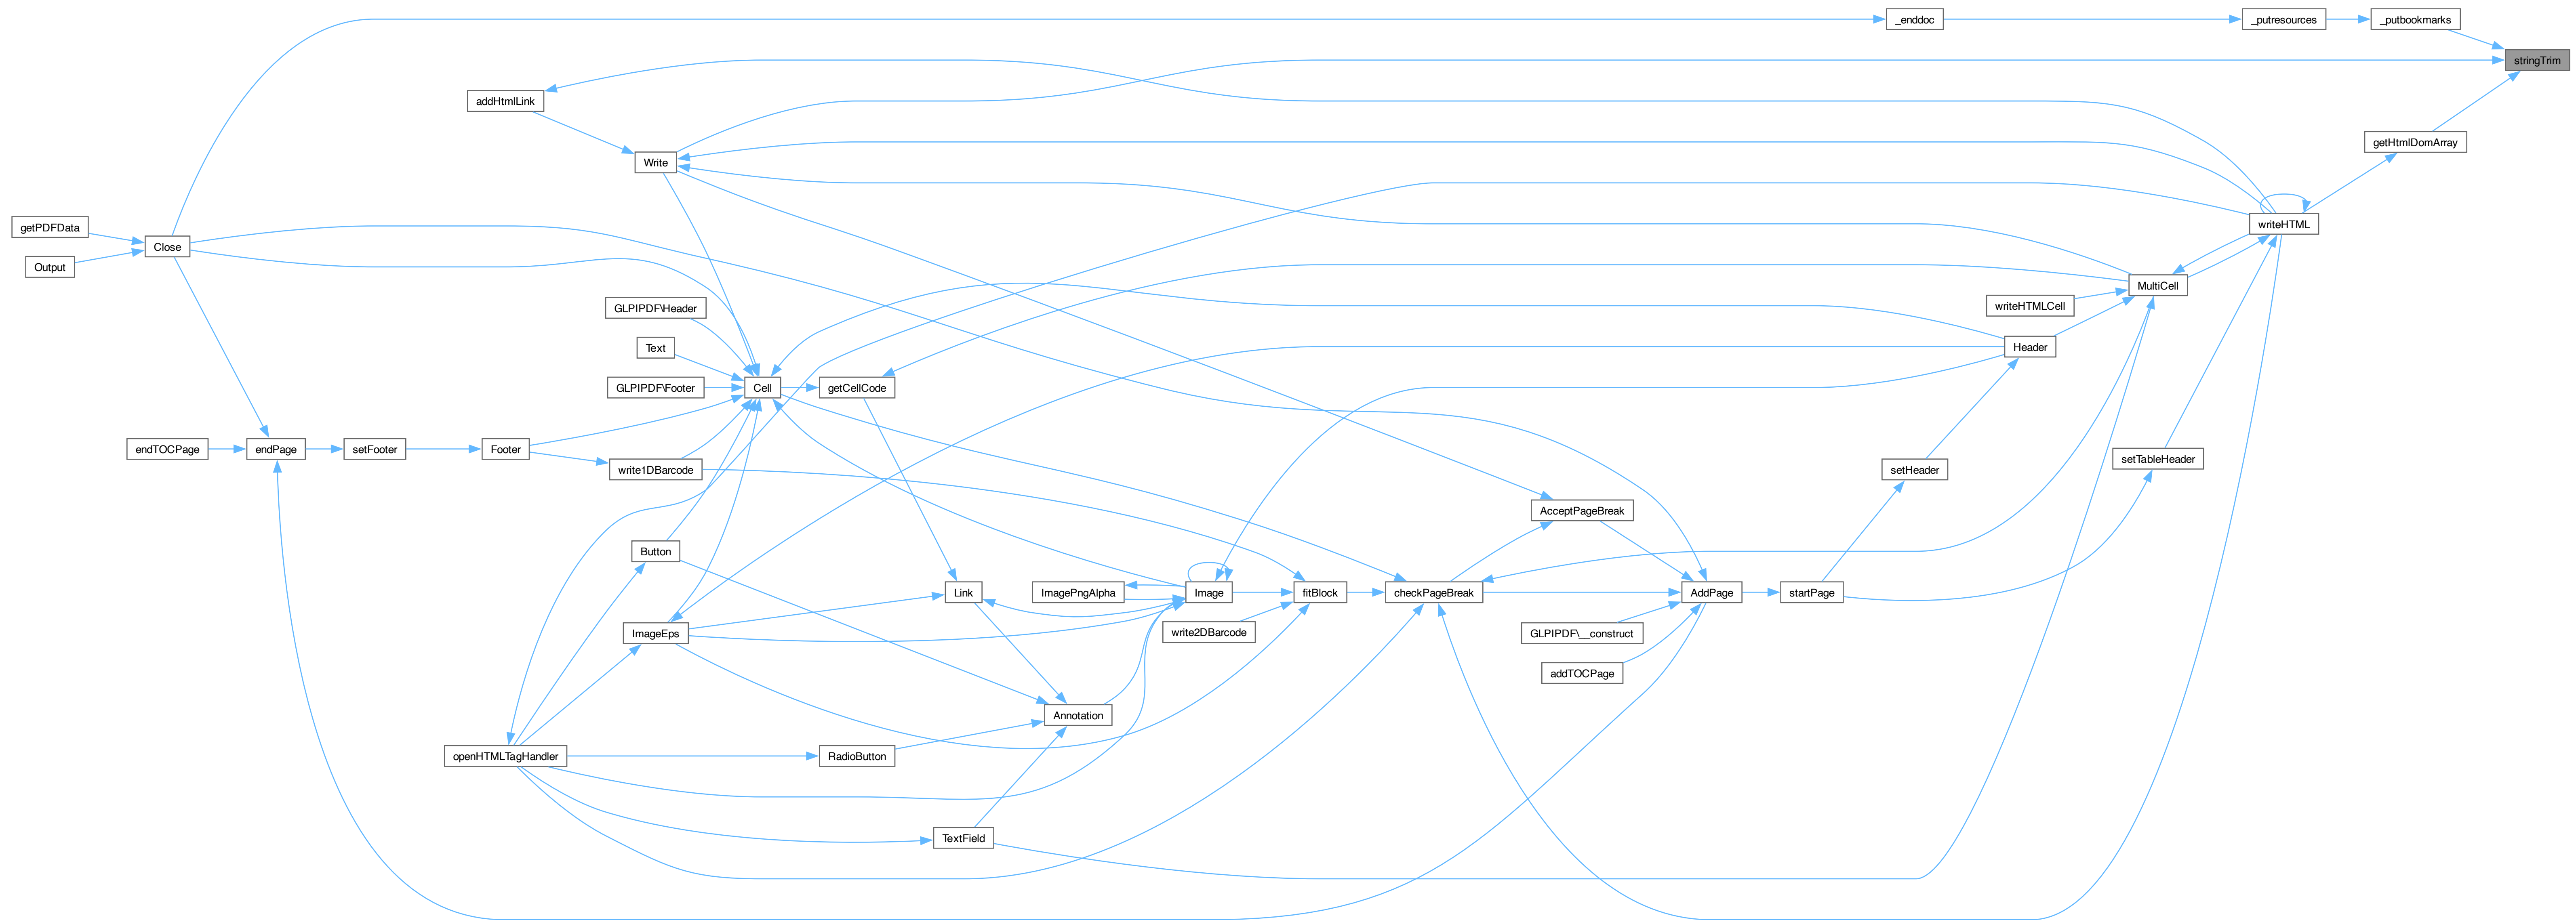 _enddoc
_putresources
_putbookmarks
stringTrim
addHtmlLink
getHtmlDomArray
Write
getPDFData
writeHTML
Close
Output
MultiCell
GLPIPDF\Header
writeHTMLCell
Text
Header
GLPIPDF\Footer
Cell
getCellCode
endTOCPage
endPage
setFooter
Footer
setTableHeader
write1DBarcode
setHeader
AcceptPageBreak
Button
ImagePngAlpha
Link
Image
fitBlock
checkPageBreak
AddPage
startPage
ImageEps
write2DBarcode
GLPIPDF\__construct
addTOCPage
Annotation
openHTMLTagHandler
RadioButton
TextField